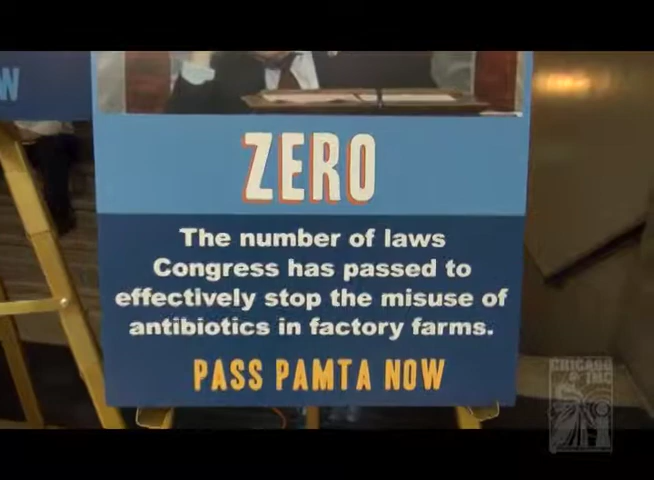 W
ZERO
The number of laws
Congress has passed to
effectively stop the misuse of
antibiotics in factory farms.
PASS PAMTA NOW
CHICAGO